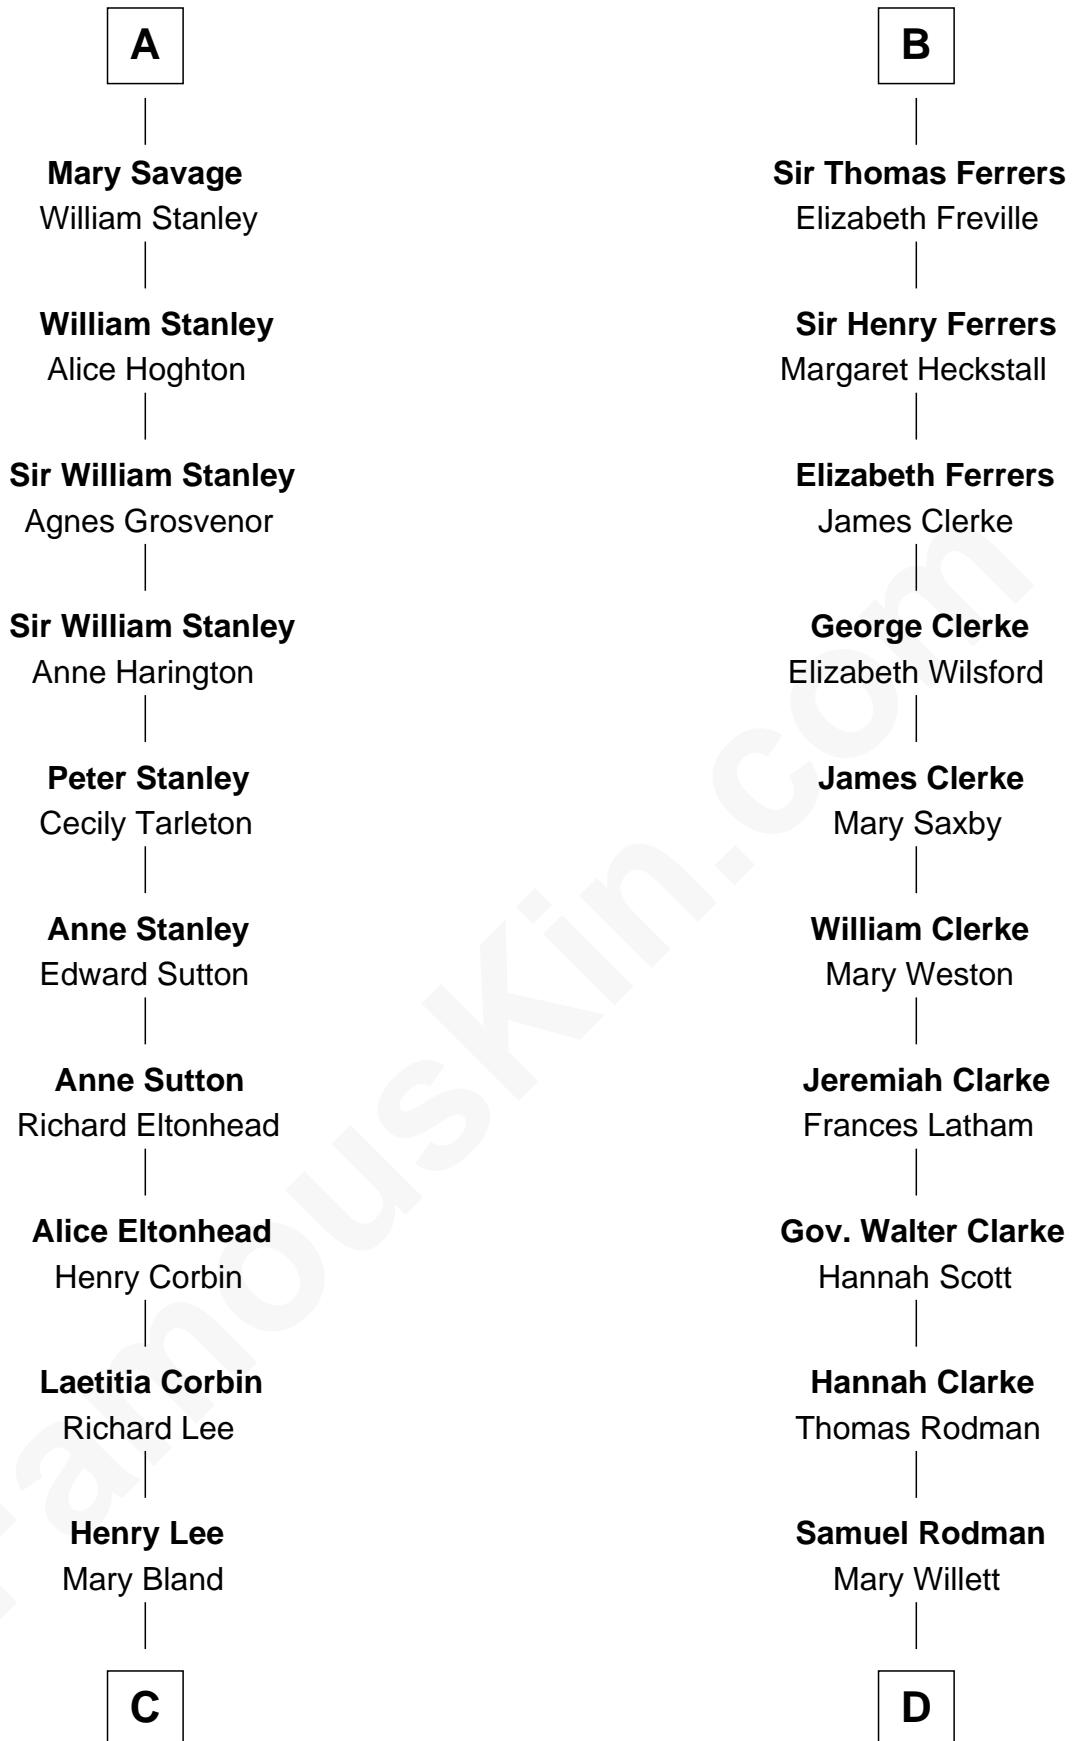 A
Mary Savage
William Stanley
William Stanley
Alice Hoghton
Sir William Stanley
Agnes Grosvenor
Sir William Stanley
Anne Harington
Peter Stanley
Cecily Tarleton
Anne Stanley
Edward Sutton
Anne Sutton
Richard Eltonhead
Alice Eltonhead
Henry Corbin
Laetitia Corbin
Richard Lee
Henry Lee
Mary Bland
C
B
Sir Thomas Ferrers
Elizabeth Freville
Sir Henry Ferrers
Margaret Heckstall
Elizabeth Ferrers
James Clerke
George Clerke
Elizabeth Wilsford
James Clerke
Mary Saxby
William Clerke
Mary Weston
Jeremiah Clarke
Frances Latham
Gov. Walter Clarke
Hannah Scott
Hannah Clarke
Thomas Rodman
Samuel Rodman
Mary Willett
D
FamousKin.com